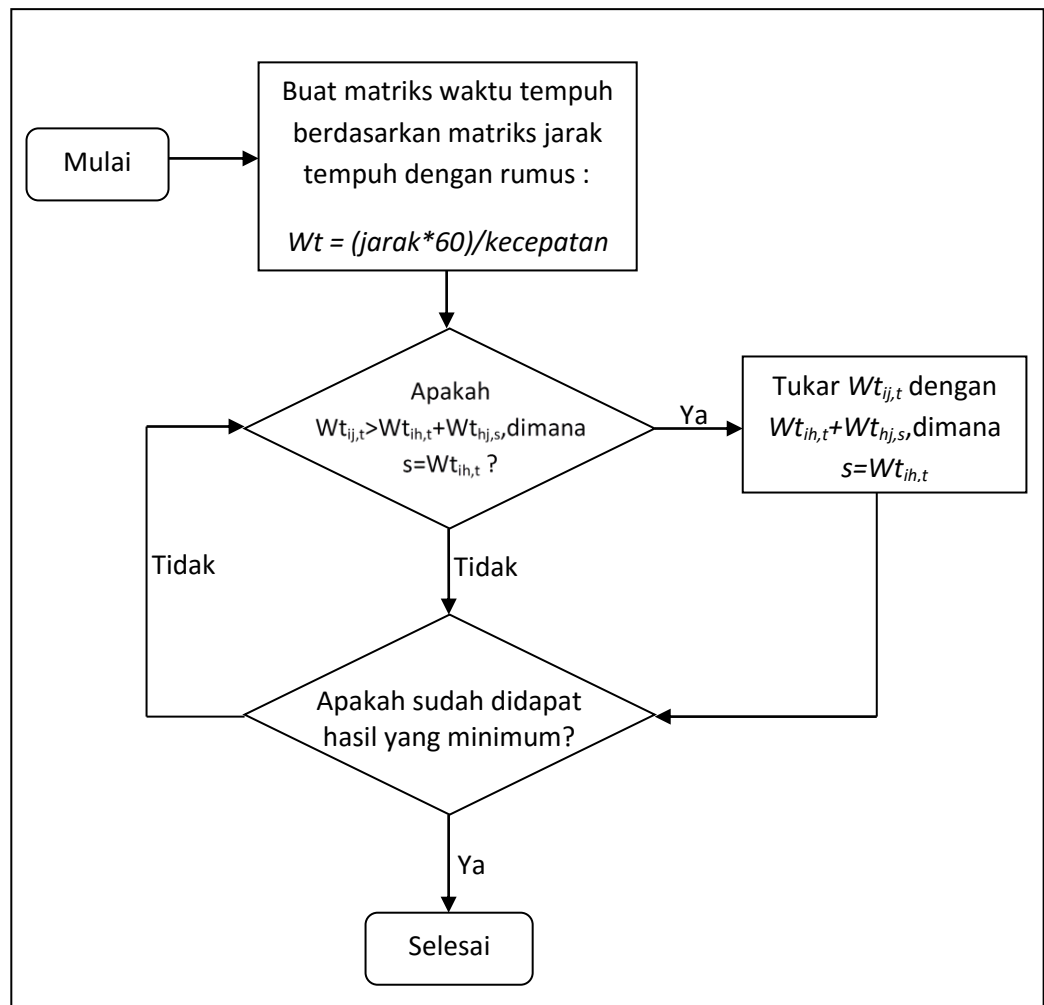 Mulai
Buat matriks waktu tempuh
berdasarkan matriks jarak
tempuh dengan rumus :
Wt = (jarak*60)/kecepatan
Apakah
Wtij,t>Wtih,t+Wthj,s,dimana
s=Wtih,t ?
Ya
Tukar Wtij,t dengan
Wtih,t+Wthj,s,dimana
s=Wtih,t
Tidak
Tidak
Apakah sudah didapat
hasil yang minimum?
Ya
Selesai